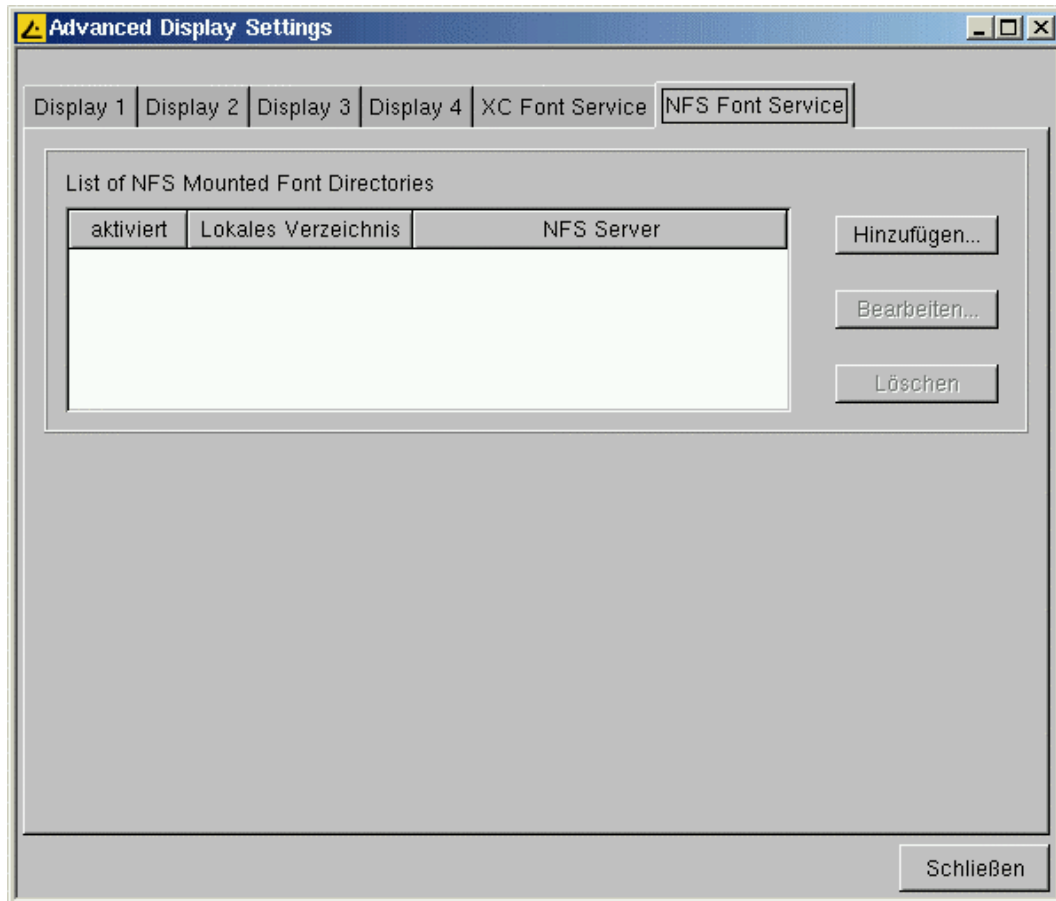 Advanced Display Settings
Display 1 Display 2 Display 3 Display 4 XC Font Service NFS Font Service
List of NFS Mounted Font Directories
aktiviert Lokales Verzeichnis NFS Server
Hinzufügen...
Bearbeiten...
Löschen
Schließen